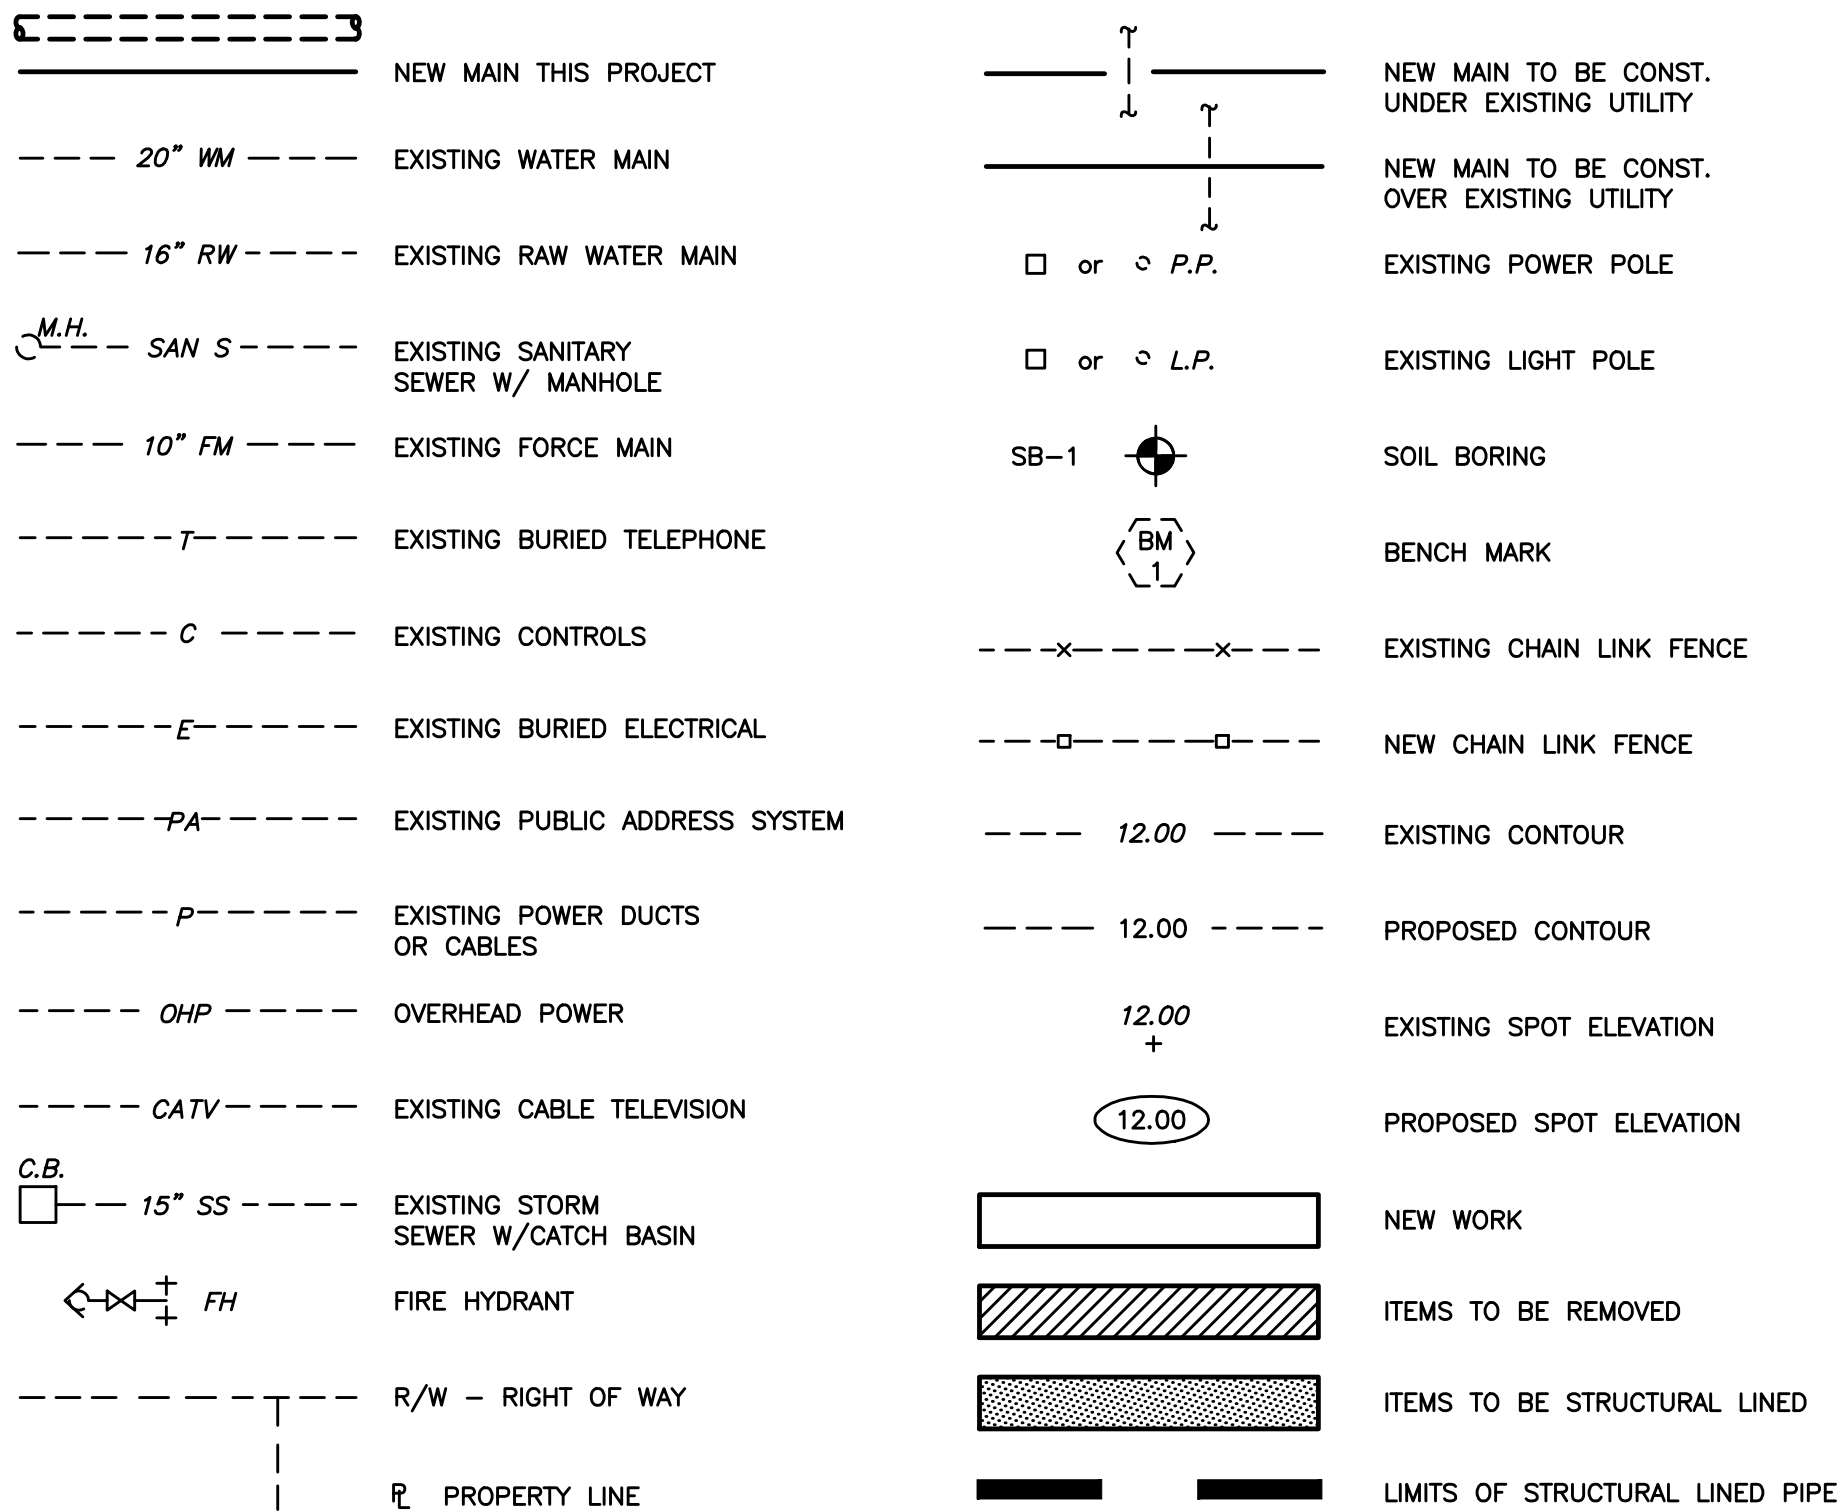 NEW MAIN THIS PROJECT
20" WM EXISTING WATER MAIN
16" RW EXISTING RAW WATER MAIN
M.H.
SAN S EXISTING SANITARY
SEWER W/ MANHOLE
10" FM EXISTING FORCE MAIN
T EXISTING BURIED TELEPHONE
C EXISTING CONTROLS
E EXISTING BURIED ELECTRICAL
PA EXISTING PUBLIC ADDRESS SYSTEM
P EXISTING POWER DUCTS
OR CABLES
OHP OVERHEAD POWER
CATV EXISTING CABLE TELEVISION
C.B.
15" SS EXISTING STORM
SEWER W/CATCH BASIN
FH FIRE HYDRANT
R/W – RIGHT OF WAY
PL PROPERTY LINE
NEW MAIN TO BE CONST.
UNDER EXISTING UTILITY
NEW MAIN TO BE CONST.
OVER EXISTING UTILITY
or P.P. EXISTING POWER POLE
or L.P. EXISTING LIGHT POLE
SB–1 SOIL BORING
BM
1
BENCH MARK
EXISTING CHAIN LINK FENCE
NEW CHAIN LINK FENCE
12.00 EXISTING CONTOUR
12.00 PROPOSED CONTOUR
12.00 EXISTING SPOT ELEVATION
12.00 PROPOSED SPOT ELEVATION
NEW WORK
ITEMS TO BE REMOVED
ITEMS TO BE STRUCTURAL LINED
LIMITS OF STRUCTURAL LINED PIPE